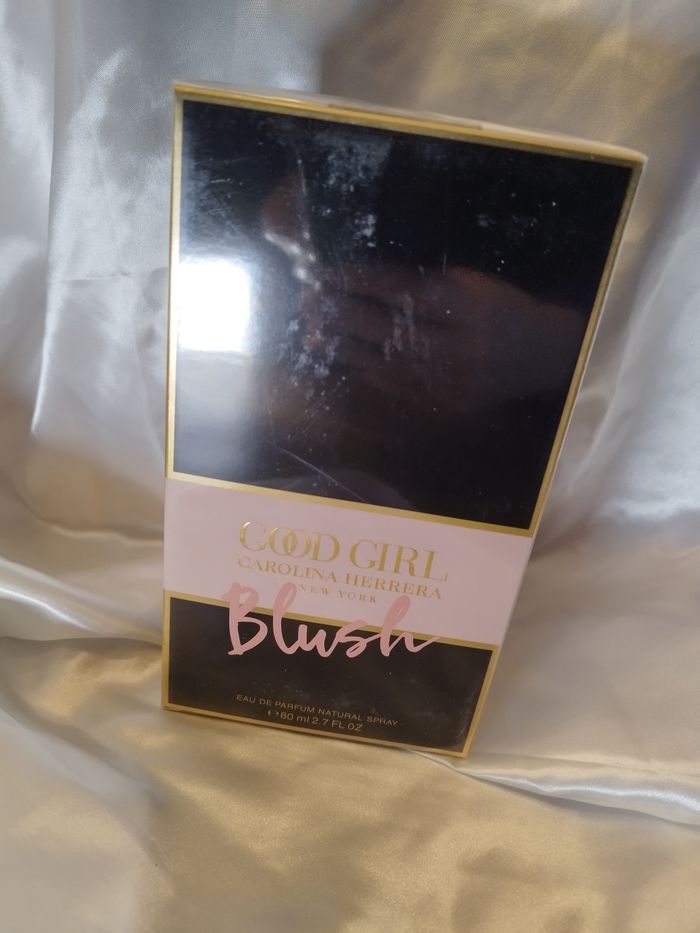 GOOD GIRL
CAROLINA HERRERA
NEW YORK
Blush
EAU DE PARFUM NATURAL SPRAY
℮ 80 ml 2.7 FL OZ